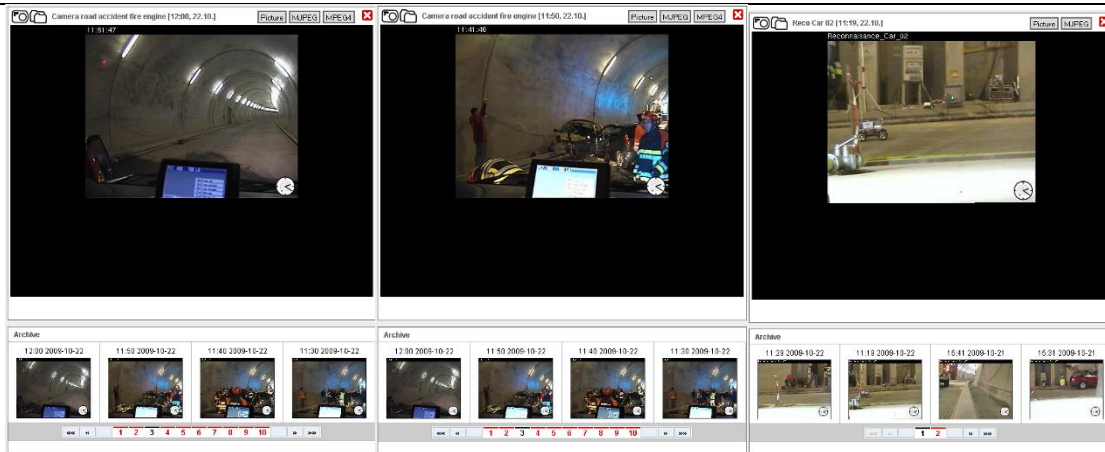 Camera road accident fire engine [12:00, 22.10.]
Picture
MJPEG
MPEG4
11:51:47
Archive
12:00 2009-10-22
11:50 2009-10-22
11:40 2009-10-22
11:30 2009-10-22
«« « 1 2 3 4 5 6 7 8 9 10 » »»
Camera road accident fire engine [11:50, 22.10.]
Picture
MJPEG
MPEG4
11:41:46
Archive
12:00 2009-10-22
11:50 2009-10-22
11:40 2009-10-22
11:30 2009-10-22
«« « 1 2 3 4 5 6 7 8 9 10 » »»
Reco Car 02 [11:19, 22.10.]
Picture
MJPEG
Reconnaisance_Car_02
Archive
11:29 2009-10-22
11:19 2009-10-22
15:41 2009-10-21
15:31 2009-10-21
«« « 1 2 » »»